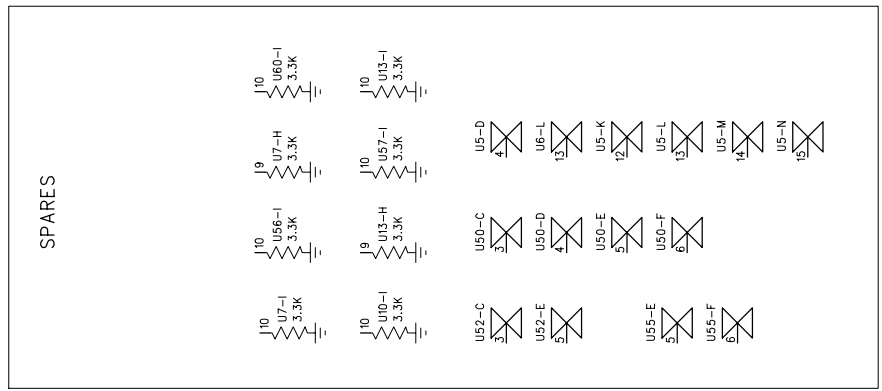 SPARES
10
U60-I
3.3K
10
U13-I
3.3K
9
U7-H
3.3K
10
U57-I
3.3K
U5-D
4
U6-L
13
U5-K
12
U5-L
13
U5-M
14
U5-N
15
10
U56-I
3.3K
9
U13-H
3.3K
U50-C
3
U50-D
4
U50-E
5
U50-F
6
10
U7-I
3.3K
10
U10-I
3.3K
U52-C
3
U52-E
5
U55-E
5
U55-F
6